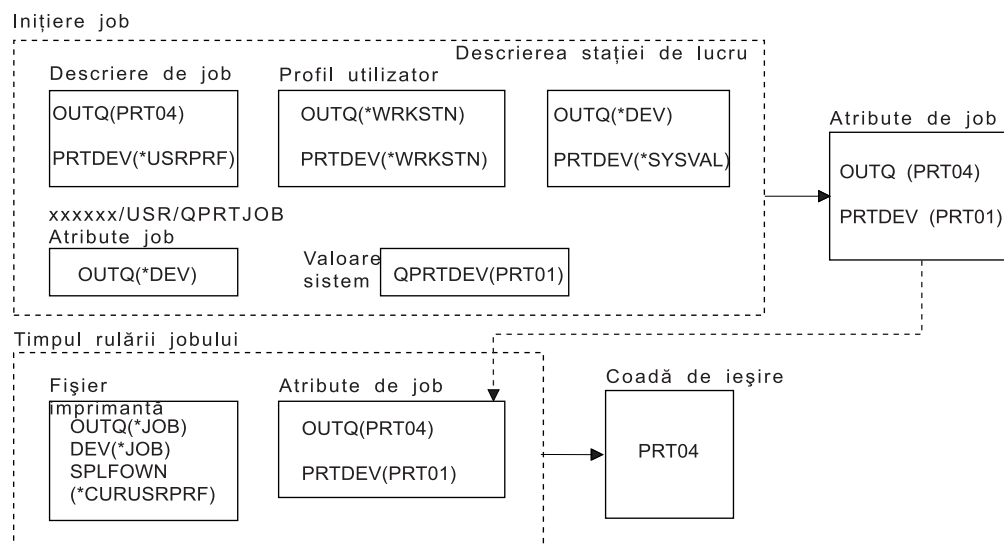 Inițiere job
Descrierea stației de lucru
Descriere de job
Profil utilizator
OUTQ(PRT04)
PRTDEV(*USRPRF)
OUTQ(*WRKSTN)
PRTDEV(*WRKSTN)
OUTQ(*DEV)
PRTDEV(*SYSVAL)
Atribute de job
OUTQ (PRT04)
PRTDEV (PRT01)
xxxxxx/USR/QPRTJOB
Atribute job
OUTQ(*DEV)
Valoare
sistem
QPRTDEV(PRT01)
Timpul rulării jobului
Fişier
imprimantă
OUTQ(*JOB)
DEV(*JOB)
SPLFOWN
(*CURUSRPRF)
Atribute de job
OUTQ(PRT04)
PRTDEV(PRT01)
Coadă de ieşire
PRT04